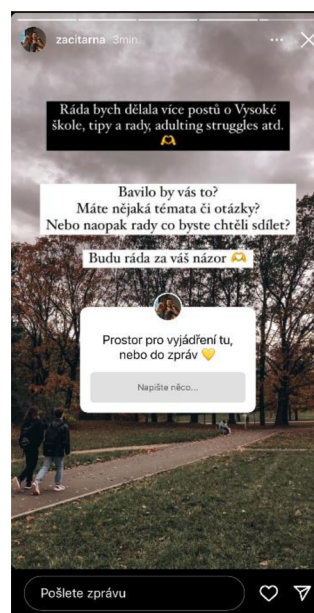 zacitarna 3min.
Ráda bych dělala více postů o Vysoké
škole, tipy a rady, adulting struggles atd.
🫶
Bavilo by vás to?
Máte nějaká témata či otázky?
Nebo naopak rady co byste chtěli sdílet?
Budu ráda za váš názor 🫶
Prostor pro vyjádření tu,
nebo do zpráv 💛
Napište něco...
Pošlete zprávu